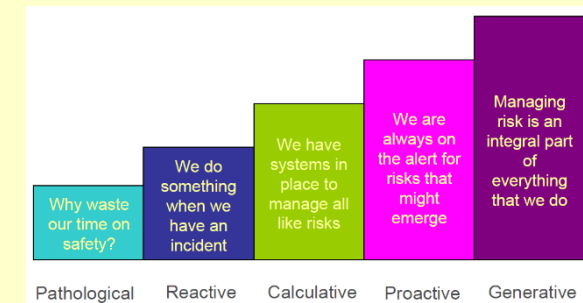 Why waste
our time on
safety?
We do
something
when we
have an
incident
We have
systems in
place to
manage all
like risks
We are
always on
the alert for
risks that
might
emerge
Managing
risk is an
integral part
of
everything
that we do
Pathological
Reactive
Calculative
Proactive
Generative